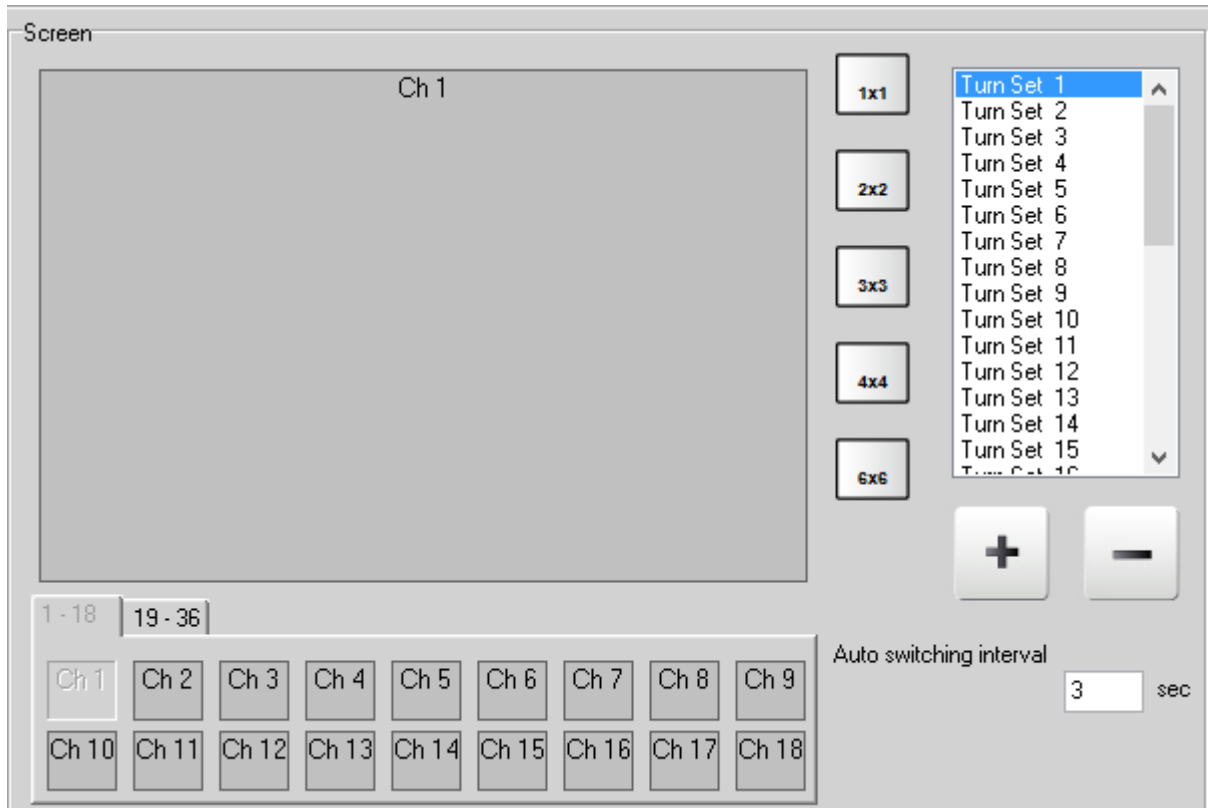 Screen
Ch 1
1x1
2x2
3x3
4x4
6x6
Turn Set 1
Turn Set 2
Turn Set 3
Turn Set 4
Turn Set 5
Turn Set 6
Turn Set 7
Turn Set 8
Turn Set 9
Turn Set 10
Turn Set 11
Turn Set 12
Turn Set 13
Turn Set 14
Turn Set 15
1 - 18 19 - 36
Ch 1 Ch 2 Ch 3 Ch 4 Ch 5 Ch 6 Ch 7 Ch 8 Ch 9
Ch 10 Ch 11 Ch 12 Ch 13 Ch 14 Ch 15 Ch 16 Ch 17 Ch 18
Auto switching interval
3 sec